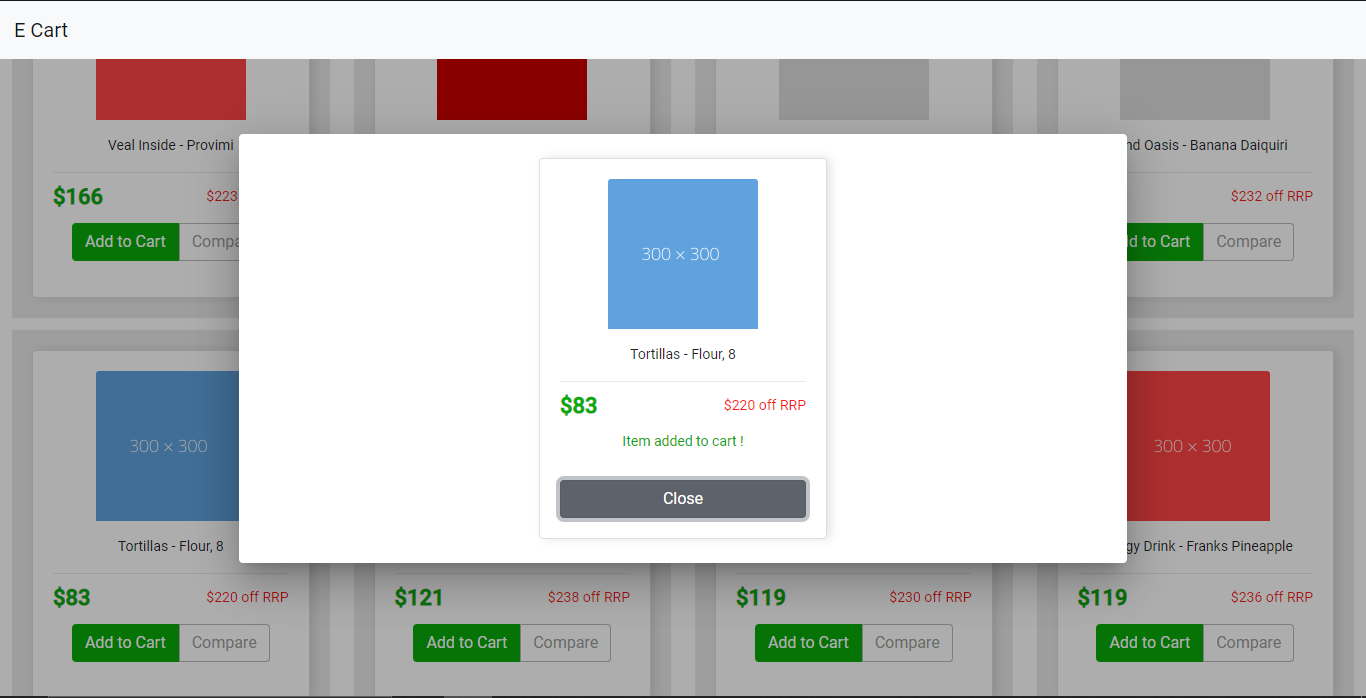 E Cart
Veal Inside - Provimi
nd Oasis - Banana Daiquiri
$166
$223
$232 off RRP
Add to Cart
Compa
d to Cart
Compare
300 × 300
Tortillas - Flour, 8
$83
$220 off RRP
Item added to cart !
Close
300 × 300
300 × 300
Tortillas - Flour, 8
gy Drink - Franks Pineapple
$83
$220 off RRP
$121
$238 off RRP
$119
$230 off RRP
$119
$236 off RRP
Add to Cart
Compare
Add to Cart
Compare
Add to Cart
Compare
Add to Cart
Compare